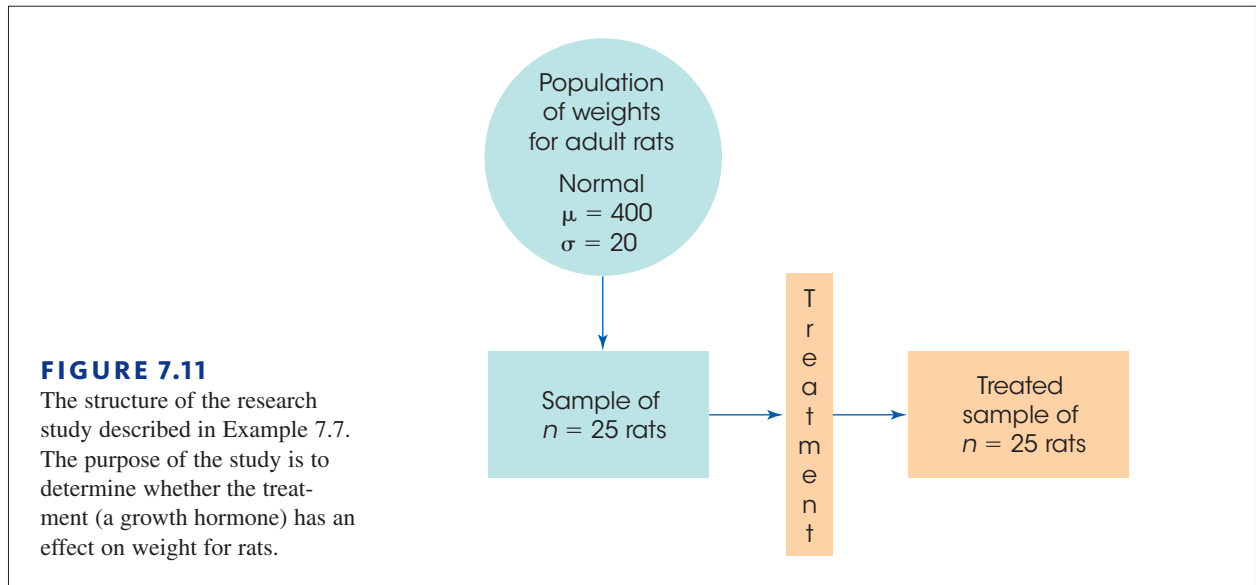 Population
of weights
for adult rats
Normal
μ = 400
σ = 20
Sample of
n = 25 rats
Treatment
Treated
sample of
n = 25 rats
FIGURE 7.11
The structure of the research
study described in Example 7.7.
The purpose of the study is to
determine whether the treat-
ment (a growth hormone) has an
effect on weight for rats.